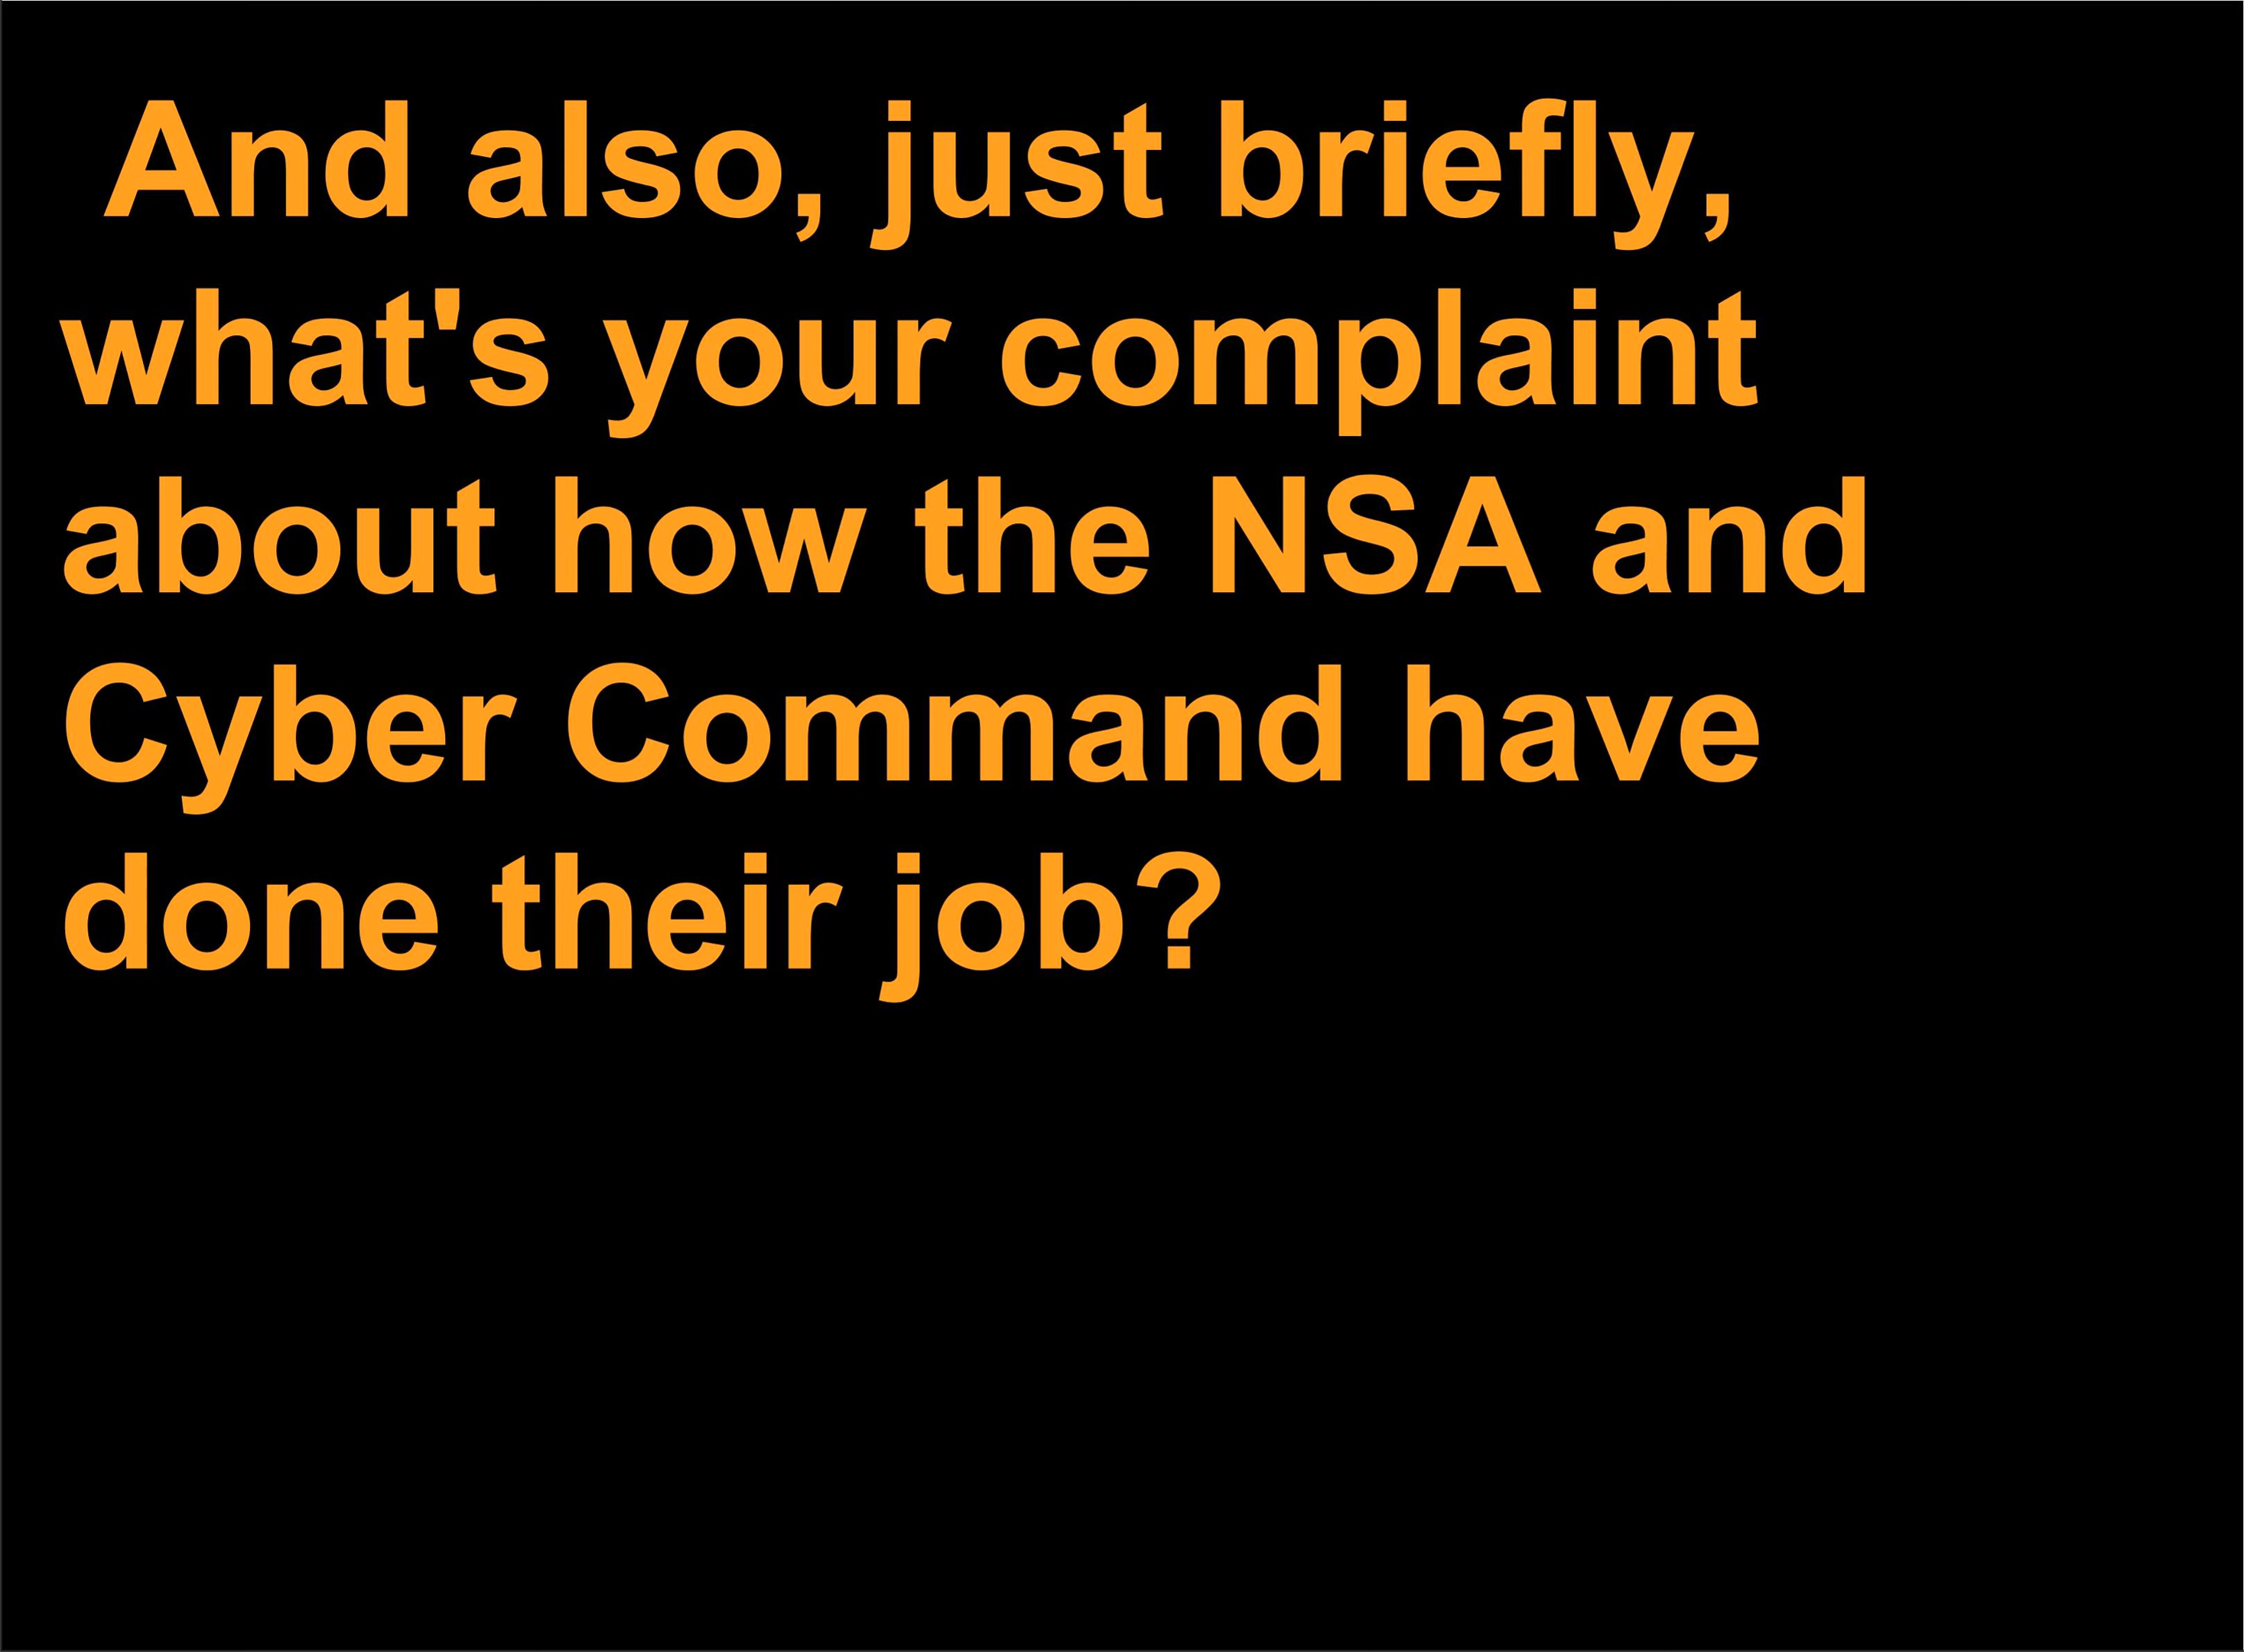 And also, just briefly,
what's your complaint
about how the NSA and
Cyber Command have
done their job?